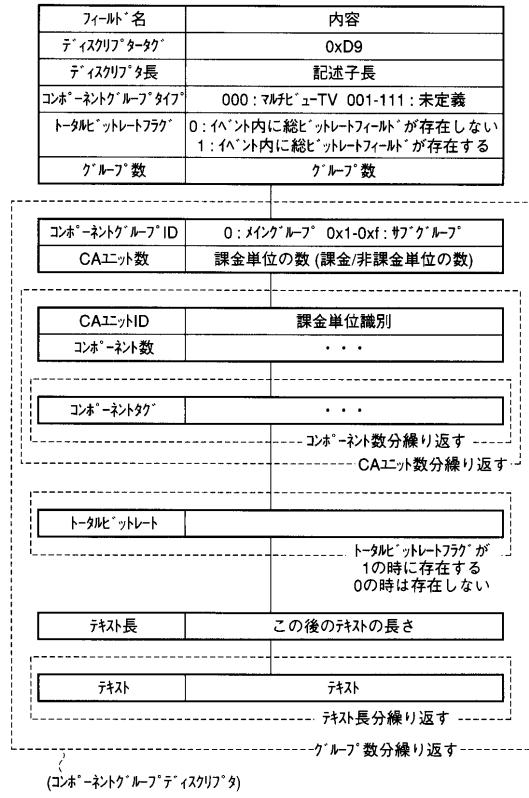 フィールド名 内容
ディスクリプタータグ 0xD9
ディスクリプタ長 記述子長
コンポーネントグループタイプ 000 : マルチビューTV 001-111 : 未定義
トータルビットレートフラグ 0 : イベント内に総ビットレートフィールドが存在しない
1 : イベント内に総ビットレートフィールドが存在する
グループ数 グループ数
コンポーネントグループID 0 : メイングループ 0x1-0xf : サブグループ
CAユニット数 課金単位の数 (課金/非課金単位の数)
CAユニットID 課金単位識別
コンポーネント数 ・・・
コンポーネントタグ ・・・
コンポーネント数分繰り返す
CAユニット数分繰り返す
トータルビットレート
トータルビットレートフラグが
1の時に存在する
0の時は存在しない
テキスト長 この後のテキストの長さ
テキスト テキスト
テキスト長分繰り返す
グループ数分繰り返す
(コンポーネントグループディスクリプタ)